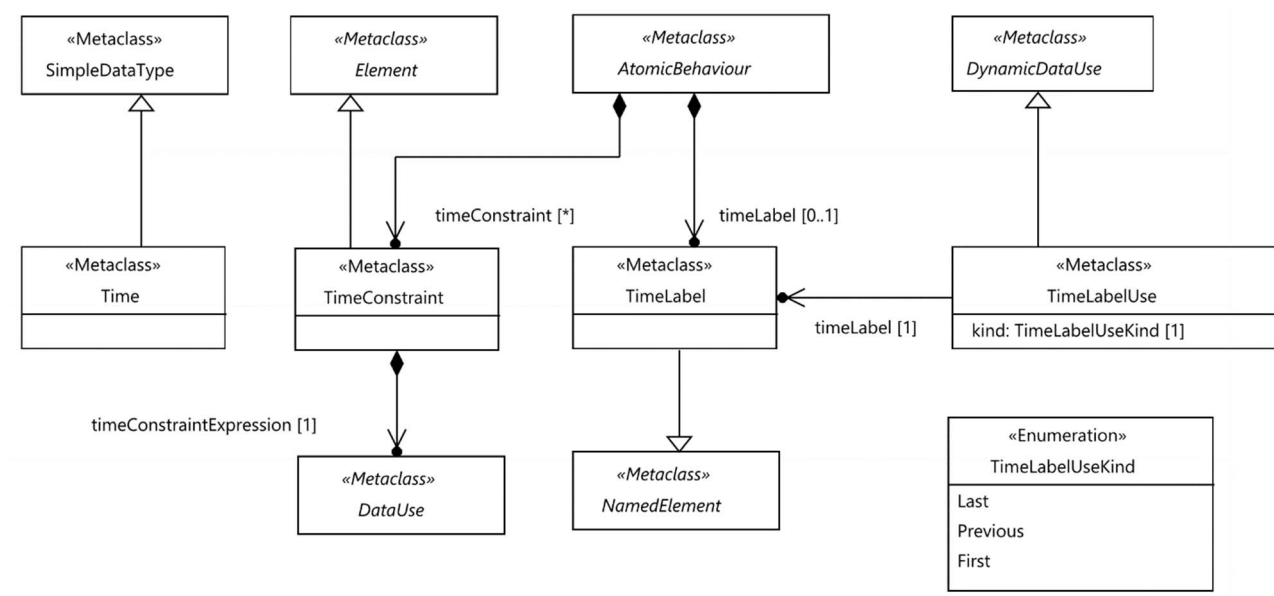 «Metaclass»
SimpleDataType
«Metaclass»
Element
«Metaclass»
AtomicBehaviour
«Metaclass»
DynamicDataUse
timeConstraint [*]
timeLabel [0..1]
«Metaclass»
Time
«Metaclass»
TimeConstraint
«Metaclass»
TimeLabel
«Metaclass»
TimeLabelUse
kind: TimeLabelUseKind [1]
timeLabel [1]
timeConstraintExpression [1]
«Metaclass»
DataUse
«Metaclass»
NamedElement
«Enumeration»
TimeLabelUseKind
Last
Previous
First